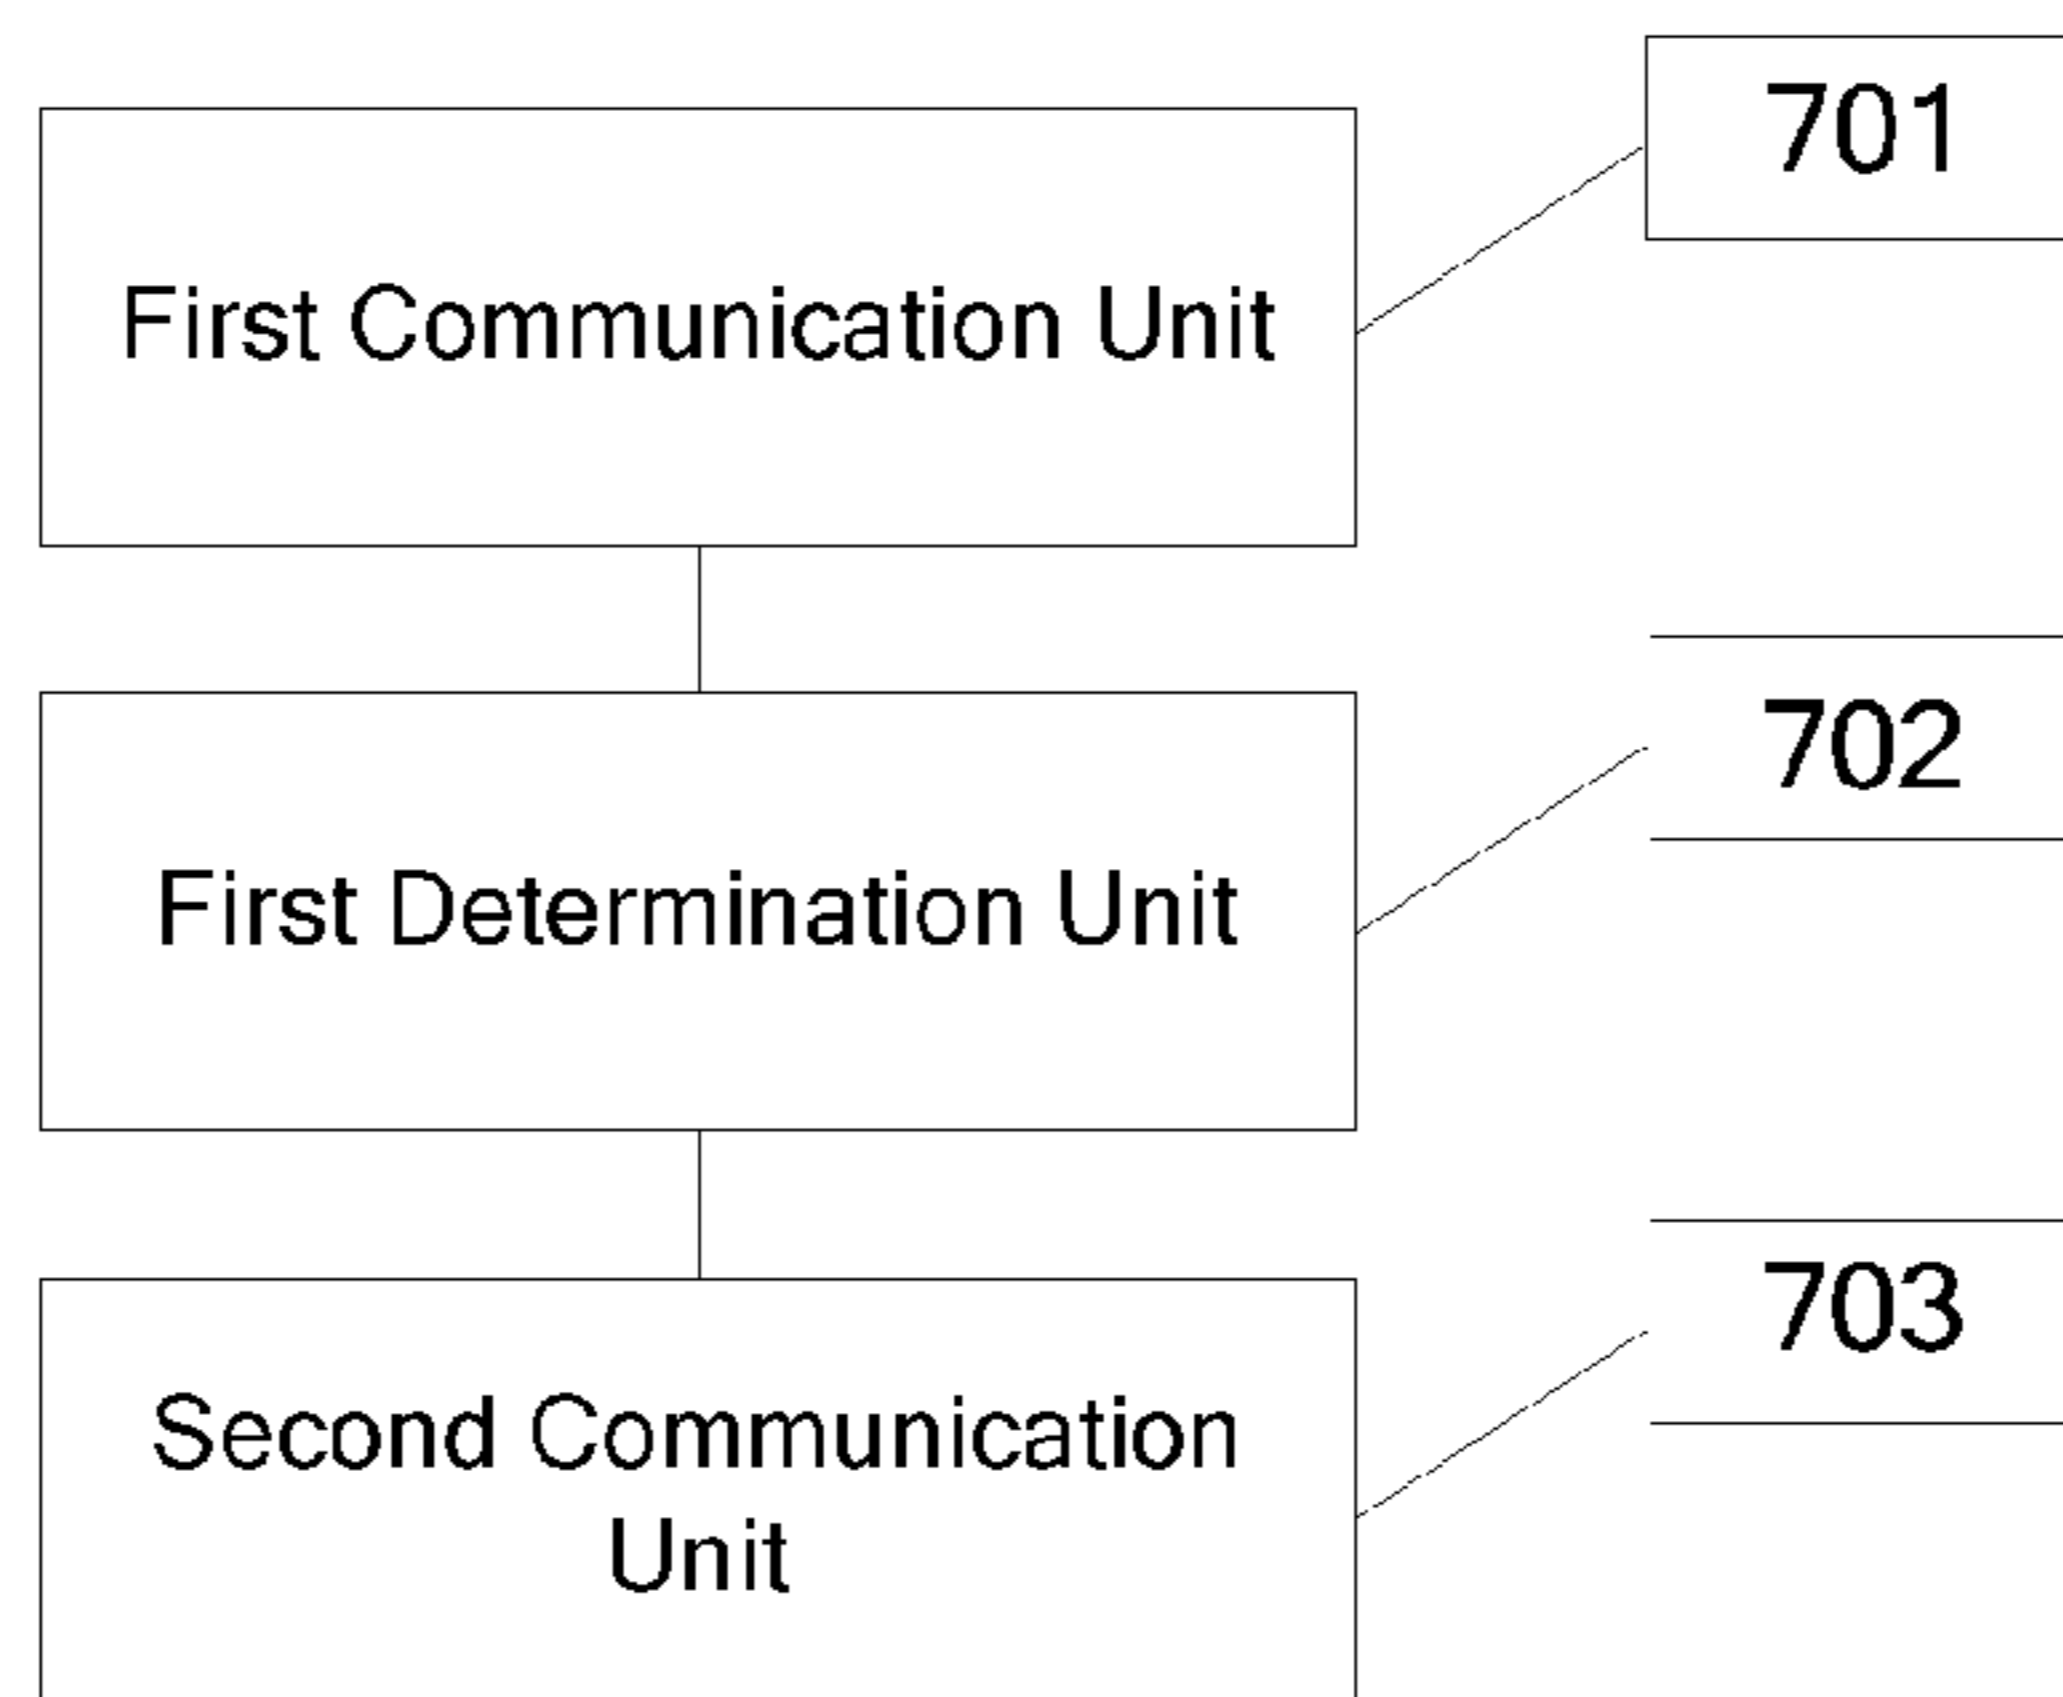 701
First Communication Unit
702
First Determination Unit
703
Second Communication
Unit